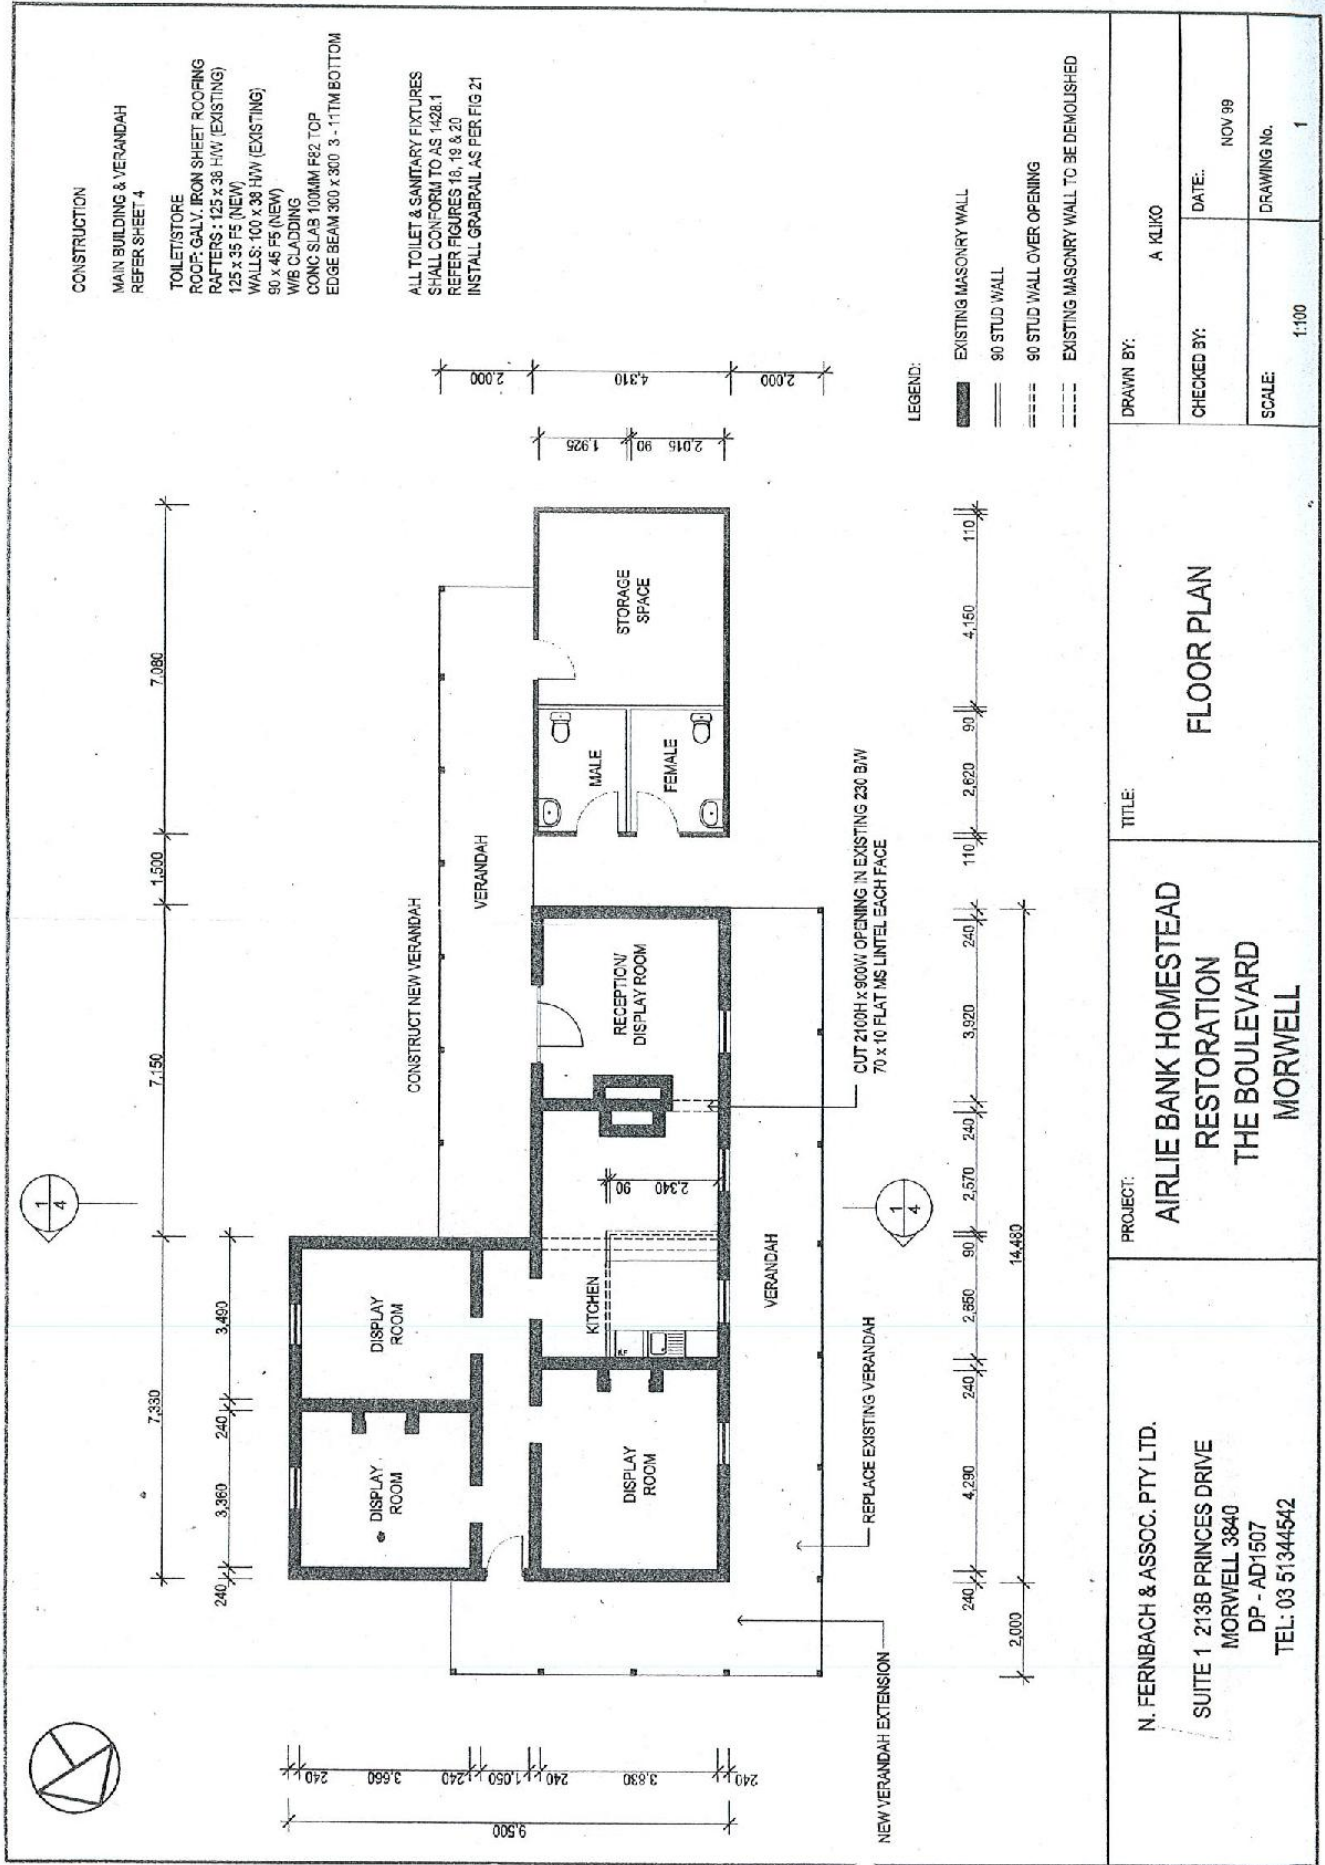 CONSTRUCTION
MAIN BUILDING & VERANDAH
REFER SHEET 4
TOILET/STORE
ROOF: GALV. IRON SHEET ROOFING
RAFTERS : 125 x 38 H/W (EXISTING)
125 x 35 F5 (NEW)
WALLS: 100 x 38 H/W (EXISTING)
90 x 45 F5 (NEW)
W/B CLADDING
CONC SLAB 100MM F82 TOP
EDGE BEAM 300 x 300 3 - 11TM BOTTOM
ALL TOILET & SANITARY FIXTURES
SHALL CONFORM TO AS 1428.1
REFER FIGURES 18, 19 & 20
INSTALL GRABRAIL AS PER FIG 21
7,330
7,150
1,500
7,080
240
3,360
240
3,490
1
4
CONSTRUCT NEW VERANDAH
VERANDAH
DISPLAY
ROOM
DISPLAY
ROOM
DISPLAY
ROOM
KITCHEN
REF
90
2,340
RECEPTION/
DISPLAY ROOM
MALE
FEMALE
STORAGE
SPACE
VERANDAH
2,000
4,310
2,000
1,925
90
2,015
240
3,660
240
1,050
240
3,830
240
9,500
CUT 2100H x 900W OPENING IN EXISTING 230 B/W
70 x 10 FLAT MS LINTEL EACH FACE
REPLACE EXISTING VERANDAH
NEW VERANDAH EXTENSION
1
4
240
4,290
240
2,650
90
2,570
240
3,920
240
110
2,620
90
4,150
110
2,000
14,480
LEGEND:
EXISTING MASONRY WALL
90 STUD WALL
90 STUD WALL OVER OPENING
EXISTING MASONRY WALL TO BE DEMOLISHED
N. FERNBACH & ASSOC. PTY LTD.
SUITE 1 213B PRINCES DRIVE
MORWELL 3840
DP - AD1507
TEL: 03 51344542
PROJECT:
AIRLIE BANK HOMESTEAD
RESTORATION
THE BOULEVARD
MORWELL
TITLE:
FLOOR PLAN
DRAWN BY:
A KLIKO
CHECKED BY:
DATE:
NOV 99
SCALE:
1:100
DRAWING No.
1